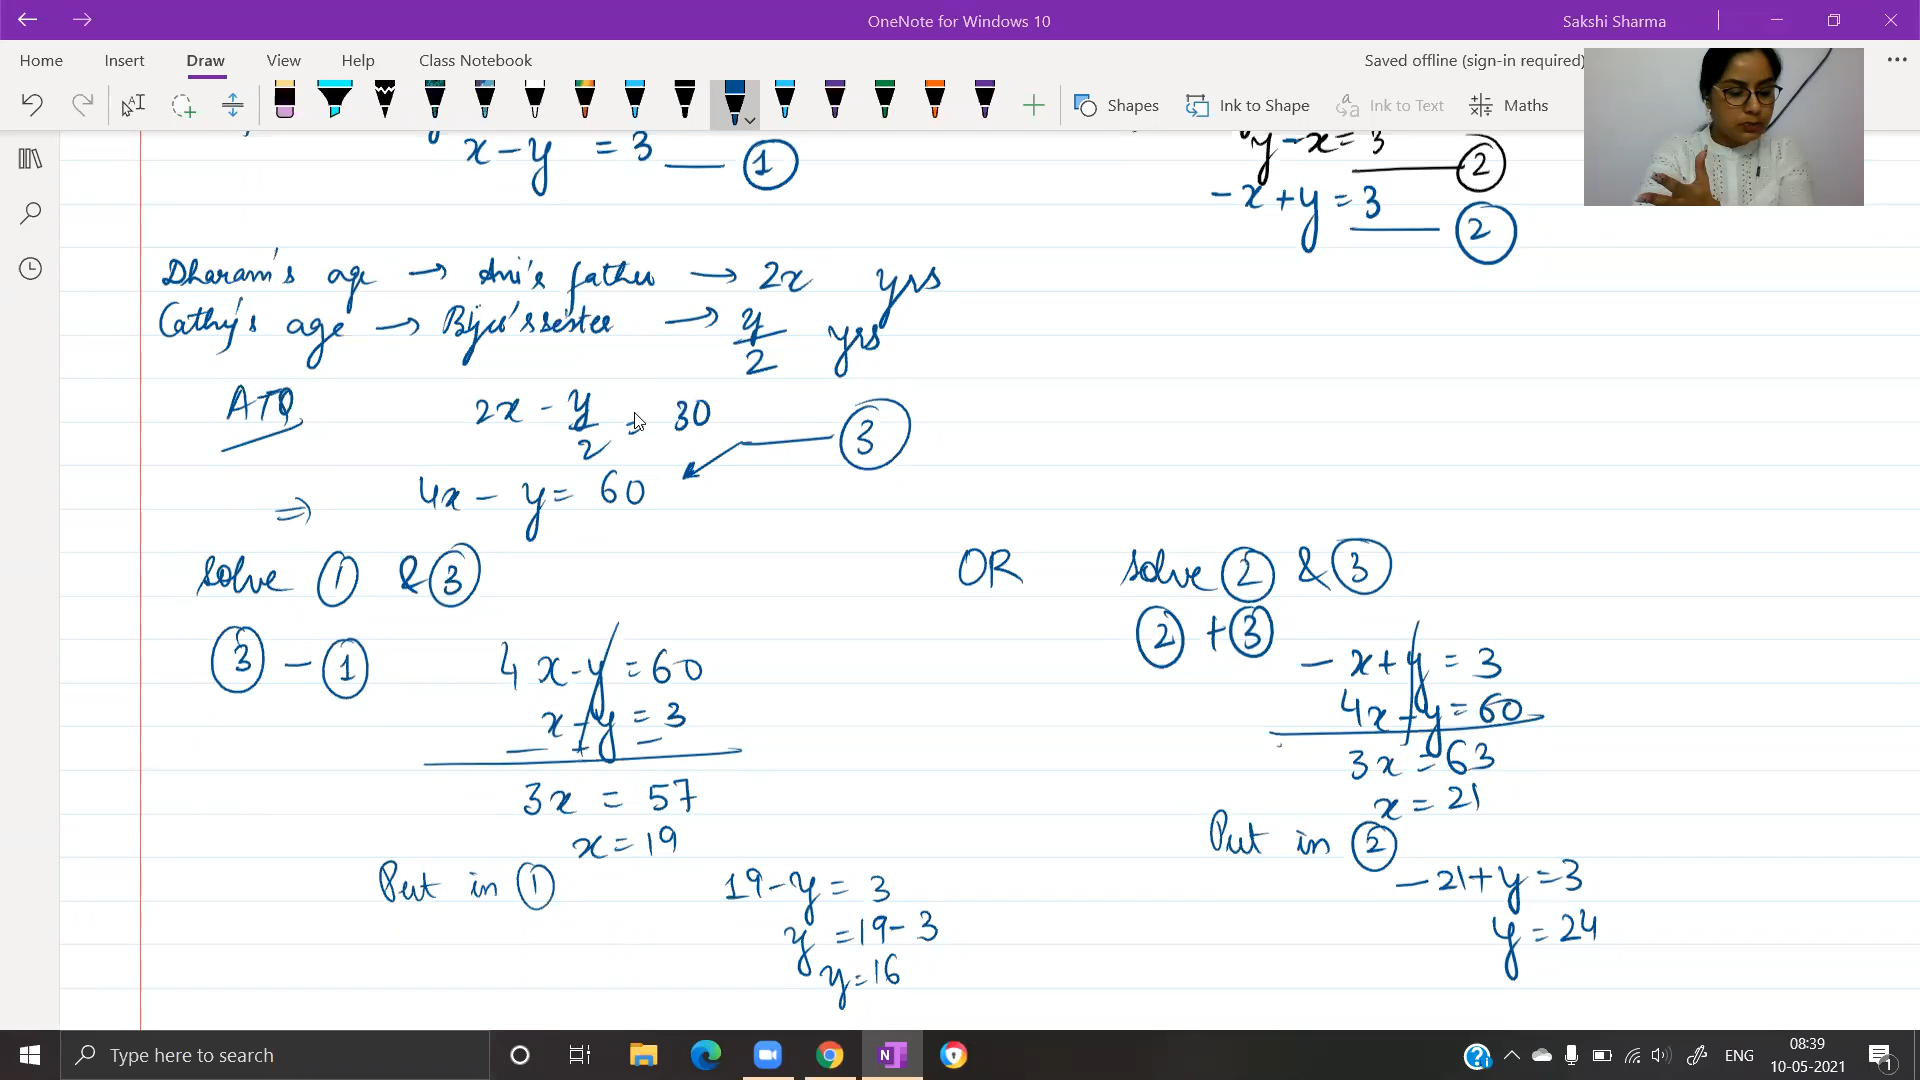 OneNote for Windows 10
Sakshi Sharma
Home Insert Draw View Help Class Notebook
Saved offline (sign-in required)
Shapes Ink to Shape Ink to Text Maths
x - y = 3 — 1
y - x = 3 — 2
- x + y = 3 — 2
Dharam's age → Ani's father → 2x yrs
Cathy's age → Biju's sister → y/2 yrs
ATQ 2x - y/2 = 30
3
⇒ 4x - y = 60
Solve 1 & 3
OR
Solve 2 & 3
3 - 1
4x - y = 60
x - y = 3
- + -
3x = 57
x = 19
Put in 1
19 - y = 3
y = 19 - 3
y = 16
2 + 3
- x + y = 3
4x - y = 60
3x = 63
x = 21
Put in 2
- 21 + y = 3
y = 24
Type here to search
ENG
08:39
10-05-2021
1